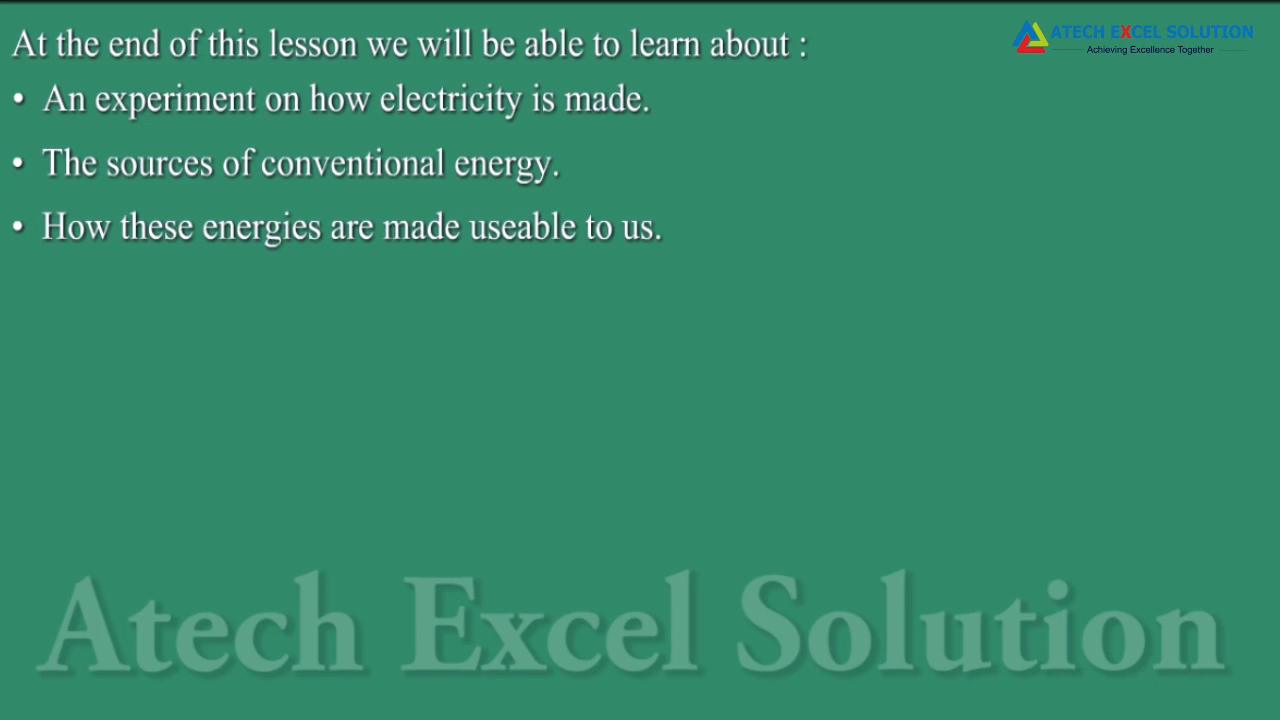 At the end of this lesson we will be able to learn about :
ATECH EXCEL SOLUTION
Achieving Excellence Together
• An experiment on how electricity is made.
• The sources of conventional energy.
• How these energies are made useable to us.
Atech Excel Solution